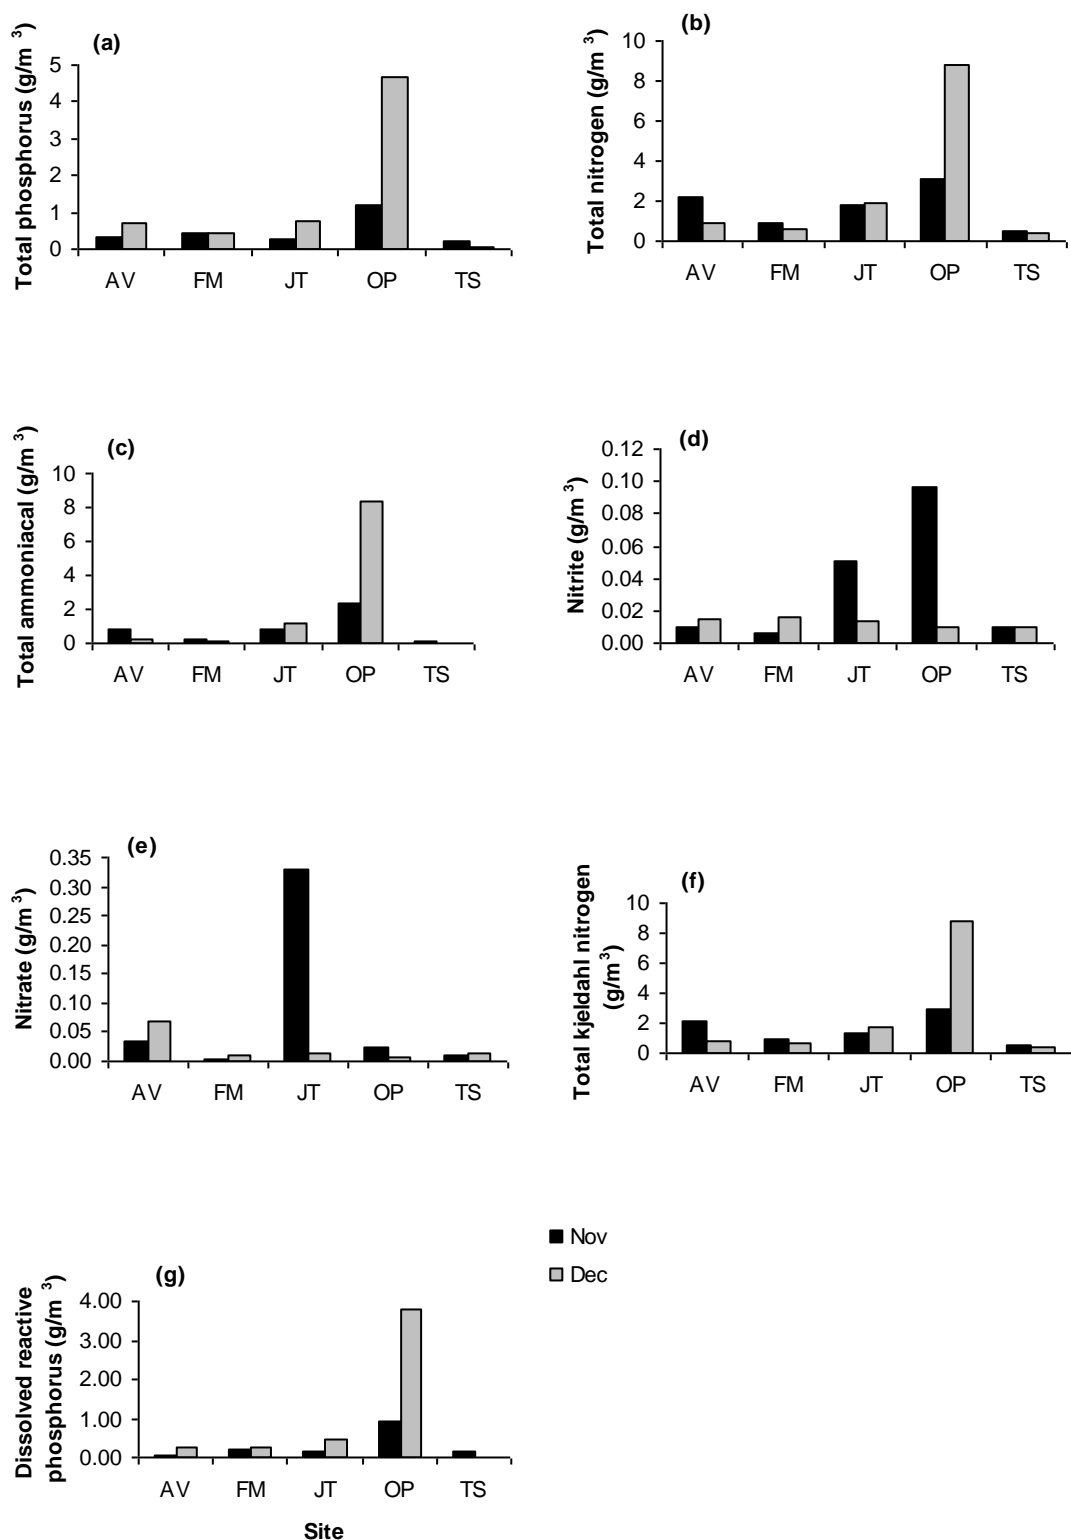 (a)
Total phosphorus (g/m ³)
5
4
3
2
1
0
AV FM JT OP TS
(b)
Total nitrogen (g/m ³)
10
8
6
4
2
0
AV FM JT OP TS
(c)
Total ammoniacal (g/m ³)
10
8
6
4
2
0
AV FM JT OP TS
(d)
Nitrite (g/m ³)
0.12
0.10
0.08
0.06
0.04
0.02
0.00
AV FM JT OP TS
(e)
Nitrate (g/m³)
0.35
0.30
0.25
0.20
0.15
0.10
0.05
0.00
AV FM JT OP TS
(f)
Total kjeldahl nitrogen
(g/m³)
10
8
6
4
2
0
AV FM JT OP TS
Nov
Dec
(g)
Dissolved reactive
phosphorus (g/m³)
4.00
3.00
2.00
1.00
0.00
AV FM JT OP TS
Site